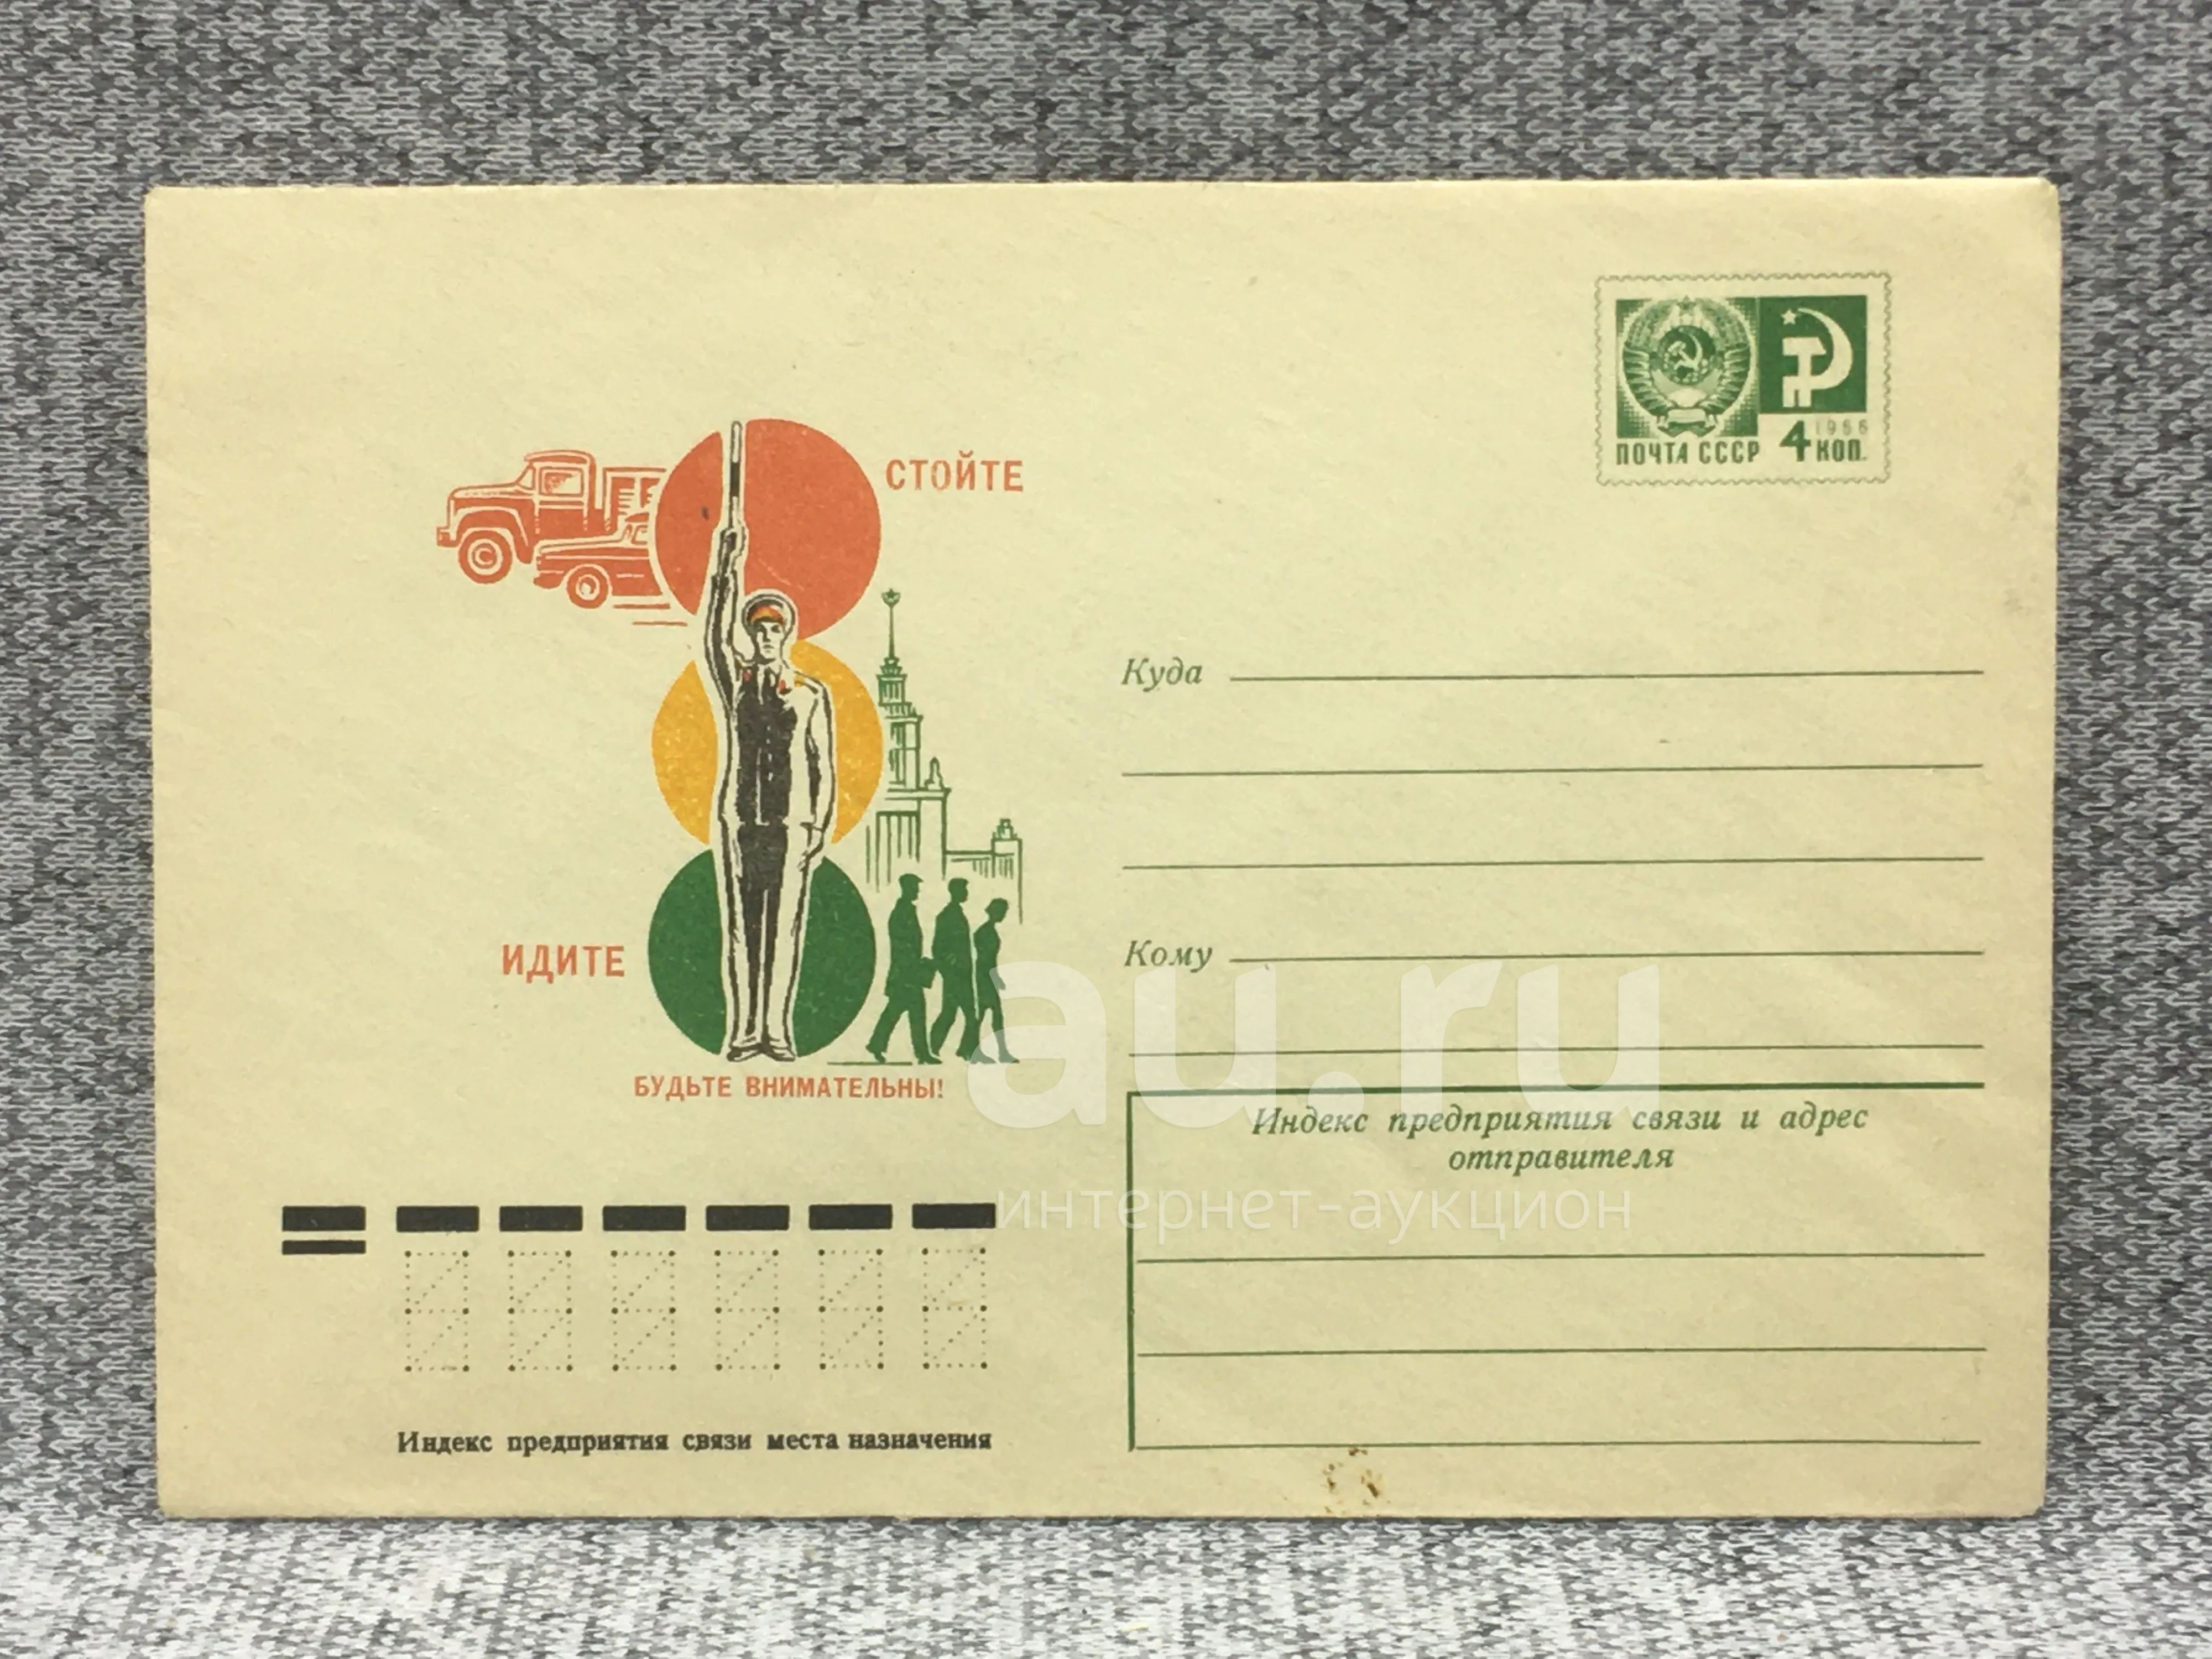 ПОЧТА СССР 4 КОП.
1966
СТОЙТЕ
ИДИТЕ
БУДЬТЕ ВНИМАТЕЛЬНЫ!
Куда
Кому
Индекс предприятия связи и адрес
отправителя
Индекс предприятия связи места назначения
au.ru
интернет-аукцион